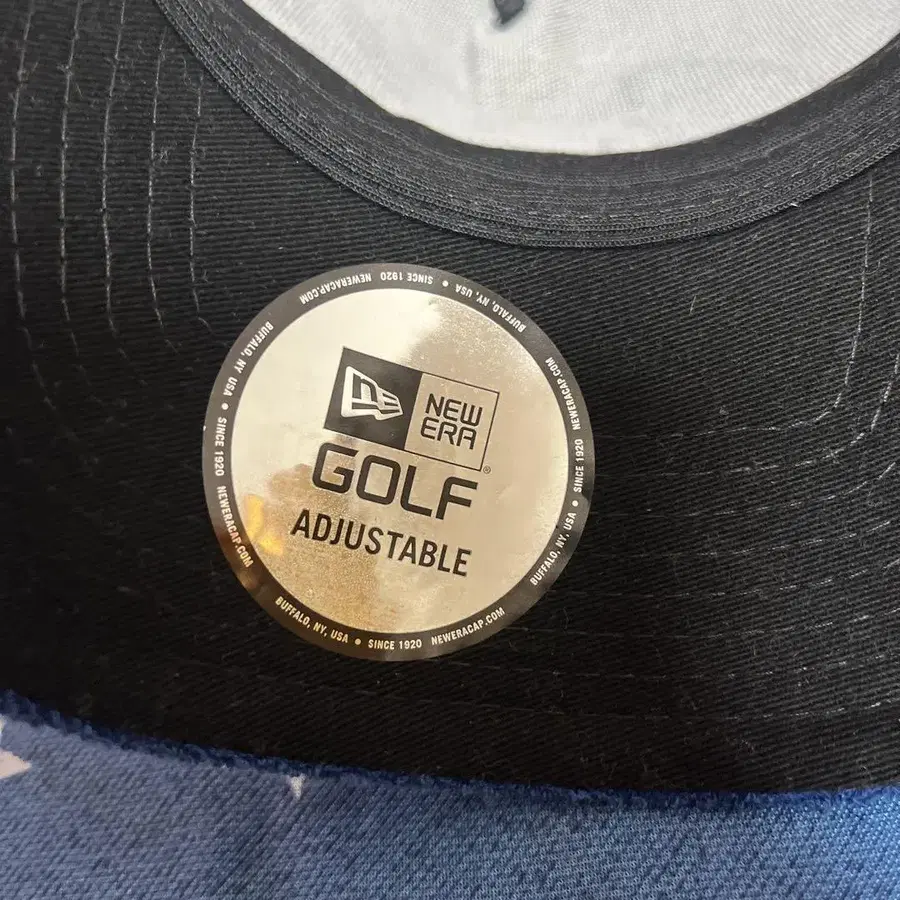 NEW
ERA
GOLF
ADJUSTABLE
BUFFALO, NY, USA • SINCE 1920 NEWERACAP.COM
BUFFALO, NY, USA • SINCE 1920 NEWERACAP.COM
BUFFALO, NY, USA • SINCE 1920 NEWERACAP.COM
BUFFALO, NY, USA • SINCE 1920 NEWERACAP.COM